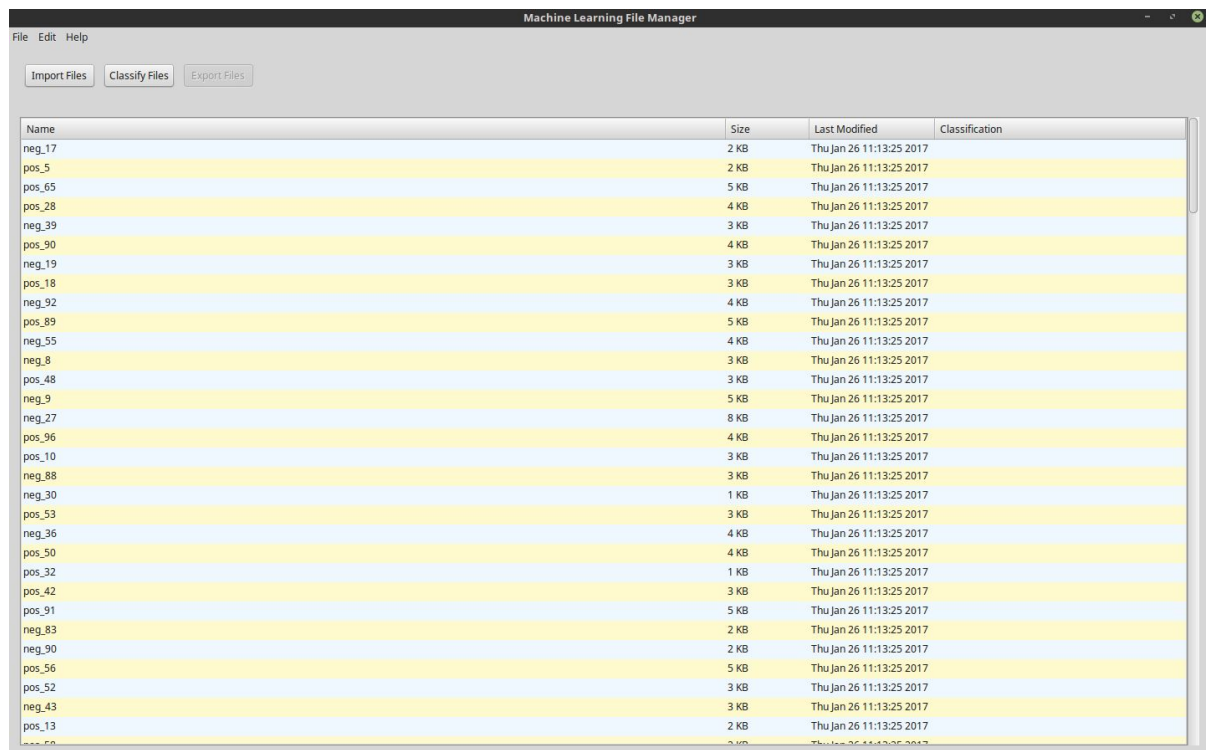 Machine Learning File Manager
File Edit Help
Import Files Classify Files Export Files
Name Size Last Modified Classification
neg_17 2 KB Thu Jan 26 11:13:25 2017
pos_5 2 KB Thu Jan 26 11:13:25 2017
pos_65 5 KB Thu Jan 26 11:13:25 2017
pos_28 4 KB Thu Jan 26 11:13:25 2017
neg_39 3 KB Thu Jan 26 11:13:25 2017
pos_90 4 KB Thu Jan 26 11:13:25 2017
neg_19 3 KB Thu Jan 26 11:13:25 2017
pos_18 3 KB Thu Jan 26 11:13:25 2017
neg_92 4 KB Thu Jan 26 11:13:25 2017
pos_89 5 KB Thu Jan 26 11:13:25 2017
neg_55 4 KB Thu Jan 26 11:13:25 2017
neg_8 3 KB Thu Jan 26 11:13:25 2017
pos_48 3 KB Thu Jan 26 11:13:25 2017
neg_9 5 KB Thu Jan 26 11:13:25 2017
neg_27 8 KB Thu Jan 26 11:13:25 2017
pos_96 4 KB Thu Jan 26 11:13:25 2017
pos_10 3 KB Thu Jan 26 11:13:25 2017
neg_88 3 KB Thu Jan 26 11:13:25 2017
neg_30 1 KB Thu Jan 26 11:13:25 2017
pos_53 3 KB Thu Jan 26 11:13:25 2017
neg_36 4 KB Thu Jan 26 11:13:25 2017
pos_50 4 KB Thu Jan 26 11:13:25 2017
pos_32 1 KB Thu Jan 26 11:13:25 2017
pos_42 3 KB Thu Jan 26 11:13:25 2017
pos_91 5 KB Thu Jan 26 11:13:25 2017
neg_83 2 KB Thu Jan 26 11:13:25 2017
neg_90 2 KB Thu Jan 26 11:13:25 2017
pos_56 5 KB Thu Jan 26 11:13:25 2017
pos_52 3 KB Thu Jan 26 11:13:25 2017
neg_43 3 KB Thu Jan 26 11:13:25 2017
pos_13 2 KB Thu Jan 26 11:13:25 2017